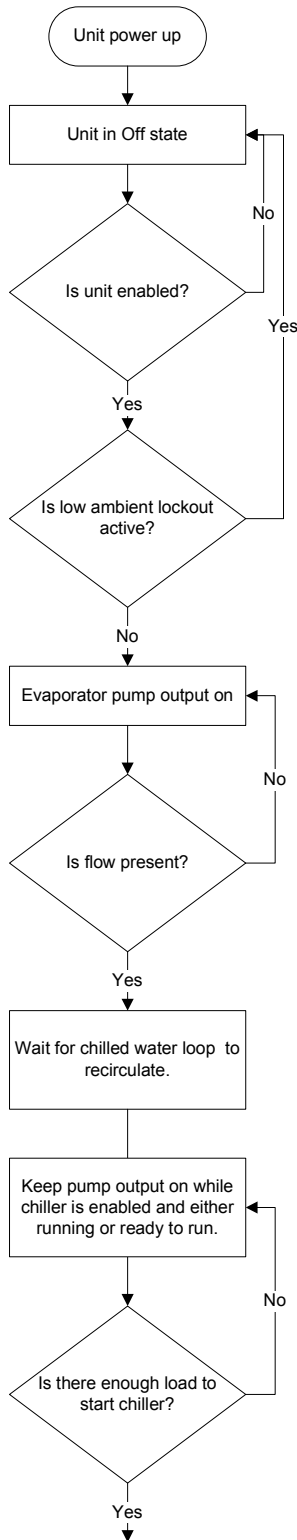 Unit power up
Unit in Off state
No
Is unit enabled?
Yes
Yes
Is low ambient lockout
active?
No
Evaporator pump output on
No
Is flow present?
Yes
Wait for chilled water loop to
recirculate.
Keep pump output on while
chiller is enabled and either
running or ready to run.
No
Is there enough load to
start chiller?
Yes